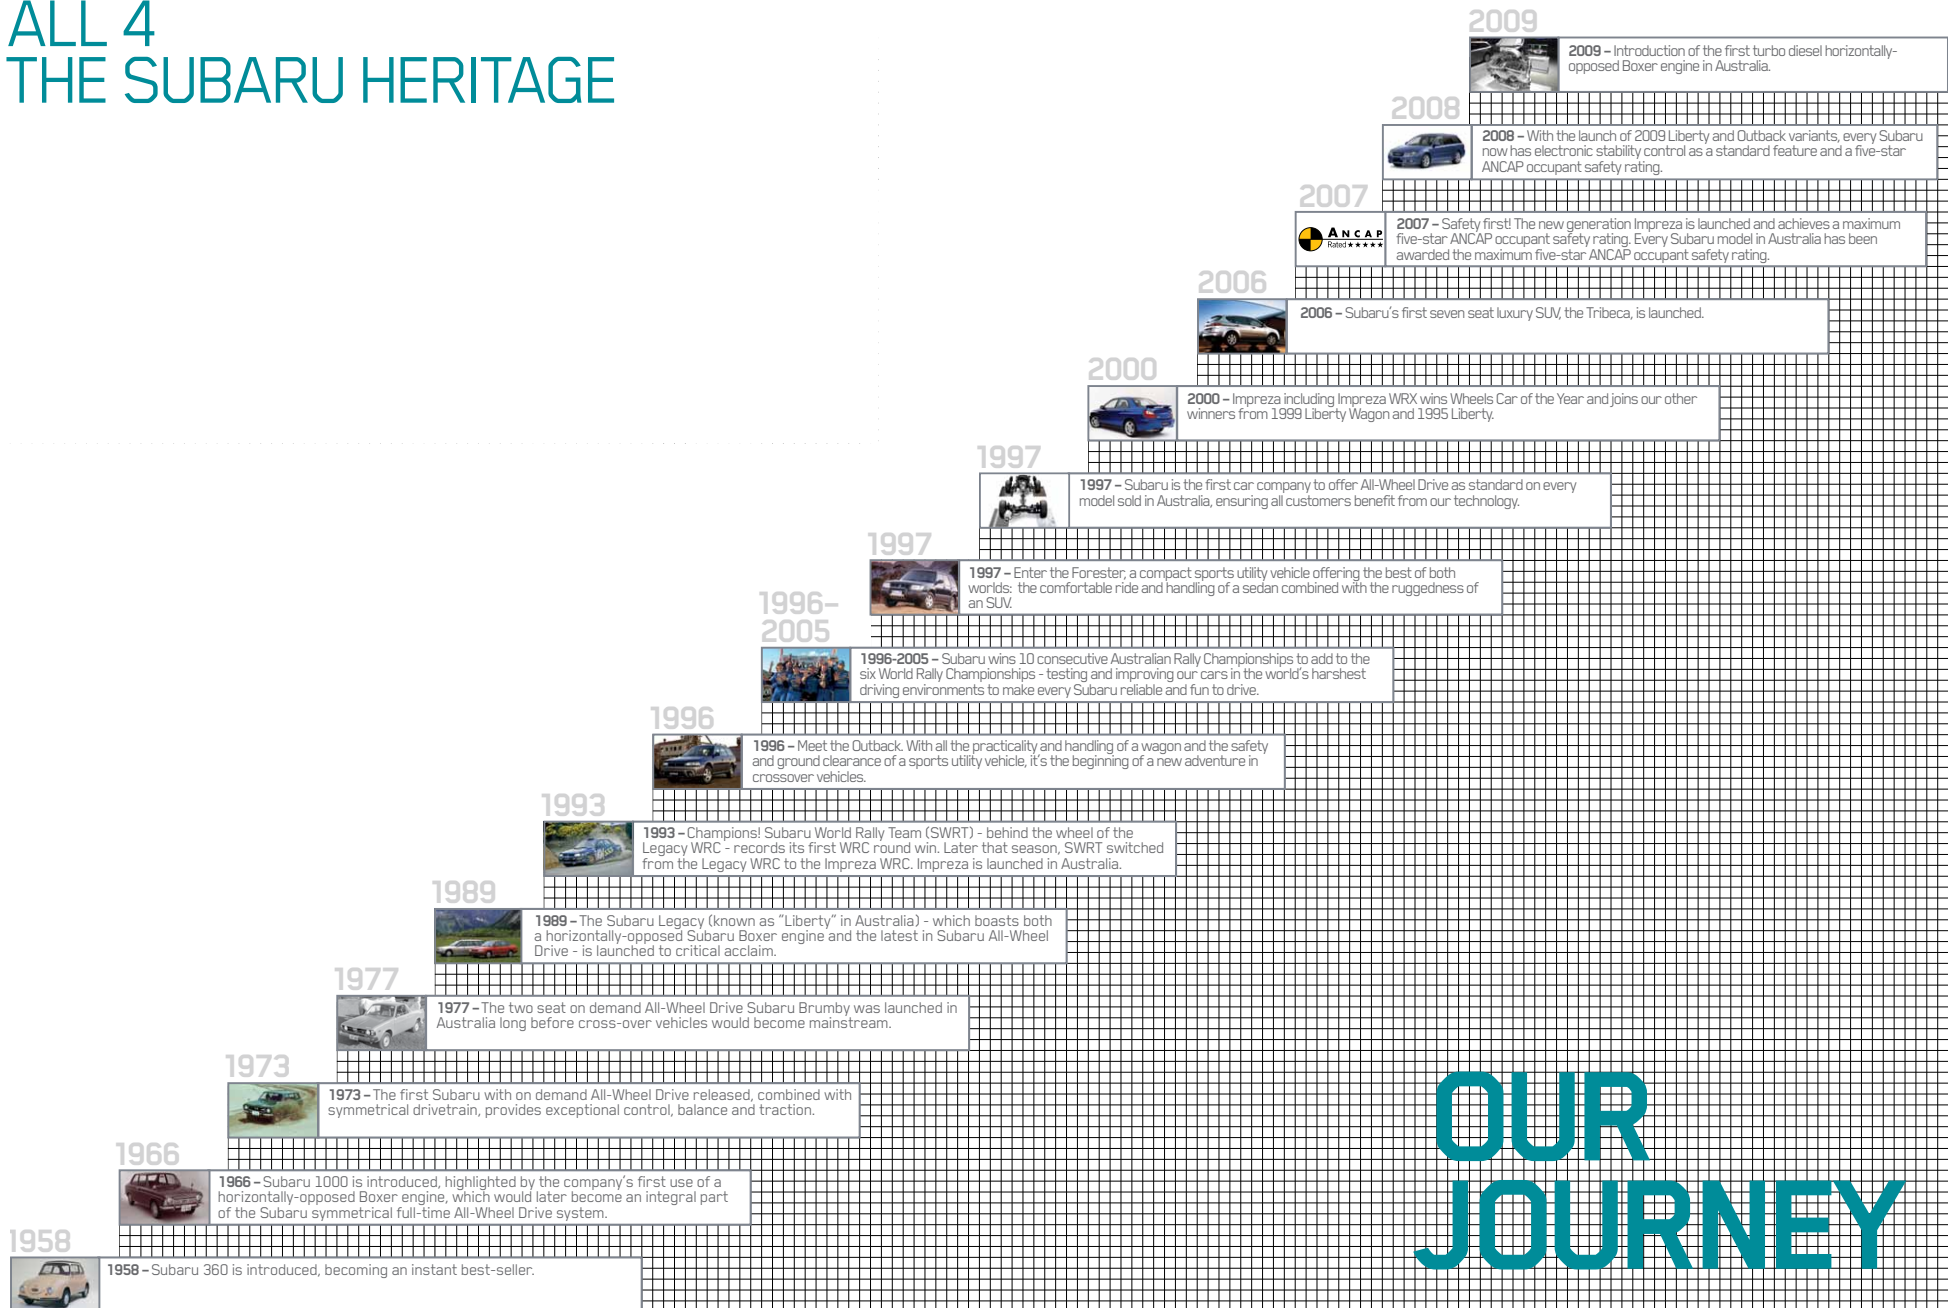 ALL 4
THE SUBARU HERITAGE
2009
2009 – Introduction of the first turbo diesel horizontally-
opposed Boxer engine in Australia.
2008
2008 – With the launch of 2009 Liberty and Outback variants, every Subaru
now has electronic stability control as a standard feature and a five-star
ANCAP occupant safety rating.
2007
ANCAP
Rated ★★★★★
2007 – Safety first! The new generation Impreza is launched and achieves a maximum
five-star ANCAP occupant safety rating. Every Subaru model in Australia has been
awarded the maximum five-star ANCAP occupant safety rating.
2006
2006 – Subaru's first seven seat luxury SUV, the Tribeca, is launched.
2000
2000 – Impreza including Impreza WRX wins Wheels Car of the Year and joins our other
winners from 1999 Liberty Wagon and 1995 Liberty.
1997
1997 – Subaru is the first car company to offer All-Wheel Drive as standard on every
model sold in Australia, ensuring all customers benefit from our technology.
1997
1997 – Enter the Forester, a compact sports utility vehicle offering the best of both
worlds: the comfortable ride and handling of a sedan combined with the ruggedness of
an SUV.
1996–
2005
1996-2005 – Subaru wins 10 consecutive Australian Rally Championships to add to the
six World Rally Championships - testing and improving our cars in the world's harshest
driving environments to make every Subaru reliable and fun to drive.
1996
1996 – Meet the Outback. With all the practicality and handling of a wagon and the safety
and ground clearance of a sports utility vehicle, it's the beginning of a new adventure in
crossover vehicles.
1993
1993 – Champions! Subaru World Rally Team (SWRT) - behind the wheel of the
Legacy WRC - records its first WRC round win. Later that season, SWRT switched
from the Legacy WRC to the Impreza WRC. Impreza is launched in Australia.
1989
1989 – The Subaru Legacy (known as "Liberty" in Australia) - which boasts both
a horizontally-opposed Subaru Boxer engine and the latest in Subaru All-Wheel
Drive - is launched to critical acclaim.
1977
1977 – The two seat on demand All-Wheel Drive Subaru Brumby was launched in
Australia long before cross-over vehicles would become mainstream.
1973
1973 – The first Subaru with on demand All-Wheel Drive released, combined with
symmetrical drivetrain, provides exceptional control, balance and traction.
1966
1966 – Subaru 1000 is introduced, highlighted by the company's first use of a
horizontally-opposed Boxer engine, which would later become an integral part
of the Subaru symmetrical full-time All-Wheel Drive system.
1958
1958 – Subaru 360 is introduced, becoming an instant best-seller.
OUR
JOURNEY